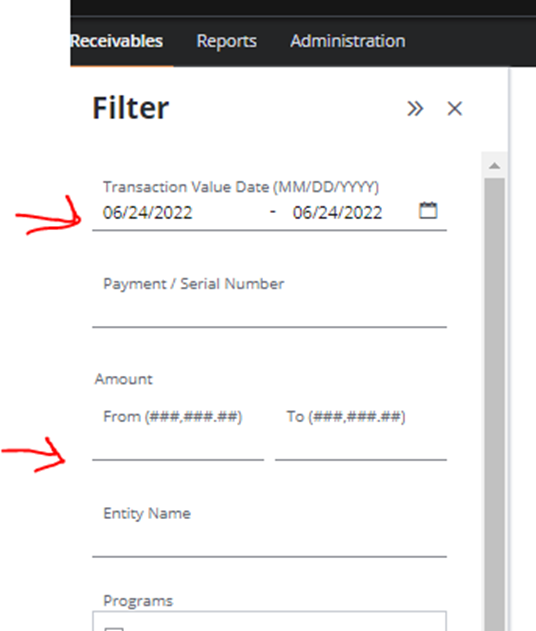 Receivables Reports Administration
Filter
Transaction Value Date (MM/DD/YYYY)
06/24/2022 - 06/24/2022
Payment / Serial Number
Amount
From (###,###.##) To (###,###.##)
Entity Name
Programs